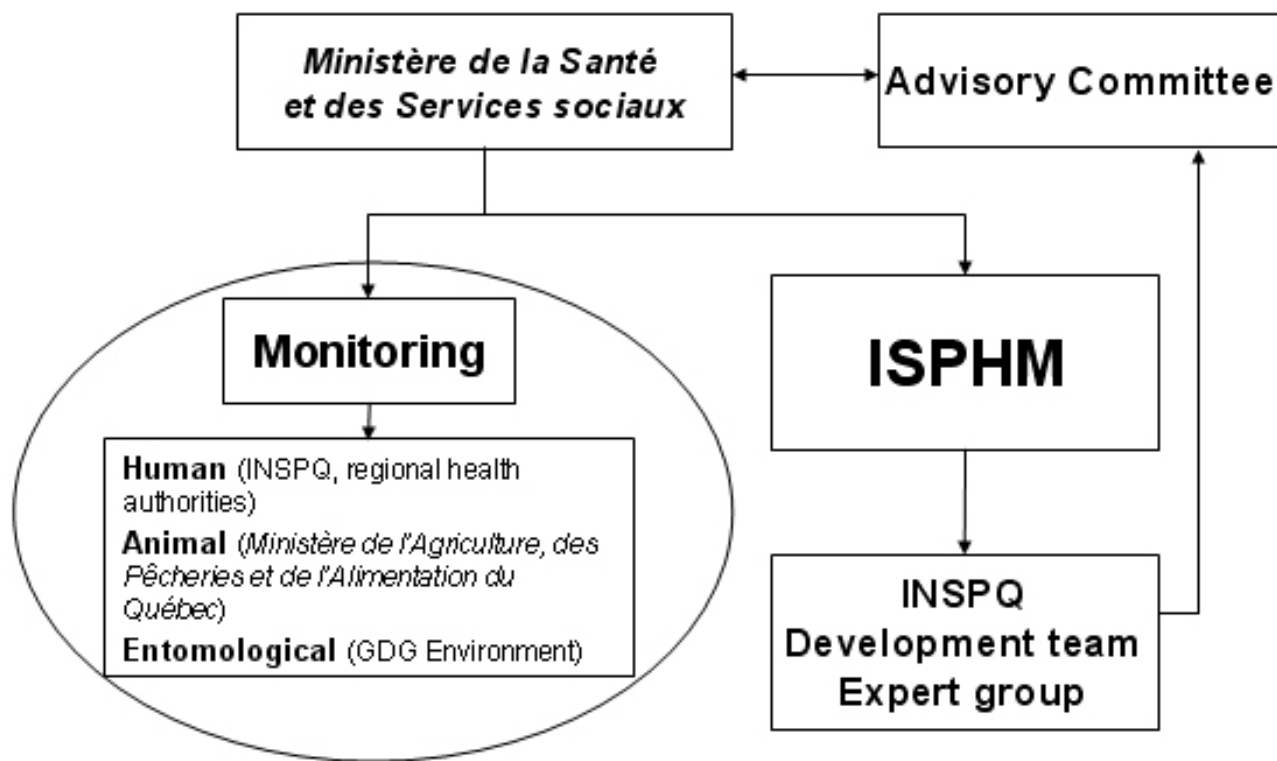 Ministère de la Santé
et des Services sociaux
Advisory Committee
Monitoring
ISPHM
Human (INSPQ, regional health
authorities)
Animal (Ministère de l'Agriculture, des
Pêcheries et de l'Alimentation du
Québec)
Entomological (GDG Environment)
INSPQ
Development team
Expert group